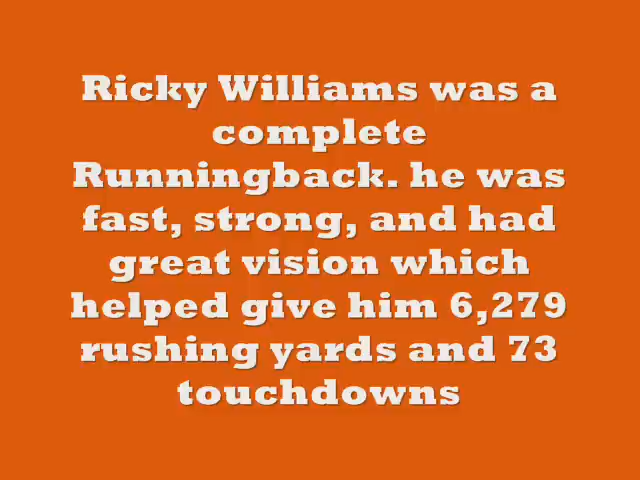 Ricky Williams was a
complete
Runningback. he was
fast, strong, and had
great vision which
helped give him 6,279
rushing yards and 73
touchdowns